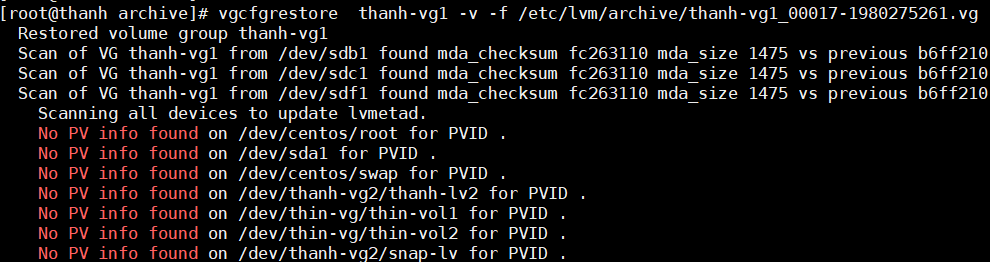 [root@thanh archive]# vgcfgrestore  thanh-vg1 -v -f /etc/lvm/archive/thanh-vg1_00017-1980275261.vg
Restored volume group thanh-vg1
Scan of VG thanh-vg1 from /dev/sdb1 found mda_checksum fc263110 mda_size 1475 vs previous b6ff210
Scan of VG thanh-vg1 from /dev/sdc1 found mda_checksum fc263110 mda_size 1475 vs previous b6ff210
Scan of VG thanh-vg1 from /dev/sdf1 found mda_checksum fc263110 mda_size 1475 vs previous b6ff210
Scanning all devices to update lvmetad.
No PV info found on /dev/centos/root for PVID .
No PV info found on /dev/sda1 for PVID .
No PV info found on /dev/centos/swap for PVID .
No PV info found on /dev/thanh-vg2/thanh-lv2 for PVID .
No PV info found on /dev/thin-vg/thin-vol1 for PVID .
No PV info found on /dev/thin-vg/thin-vol2 for PVID .
No PV info found on /dev/thanh-vg2/snap-lv for PVID .